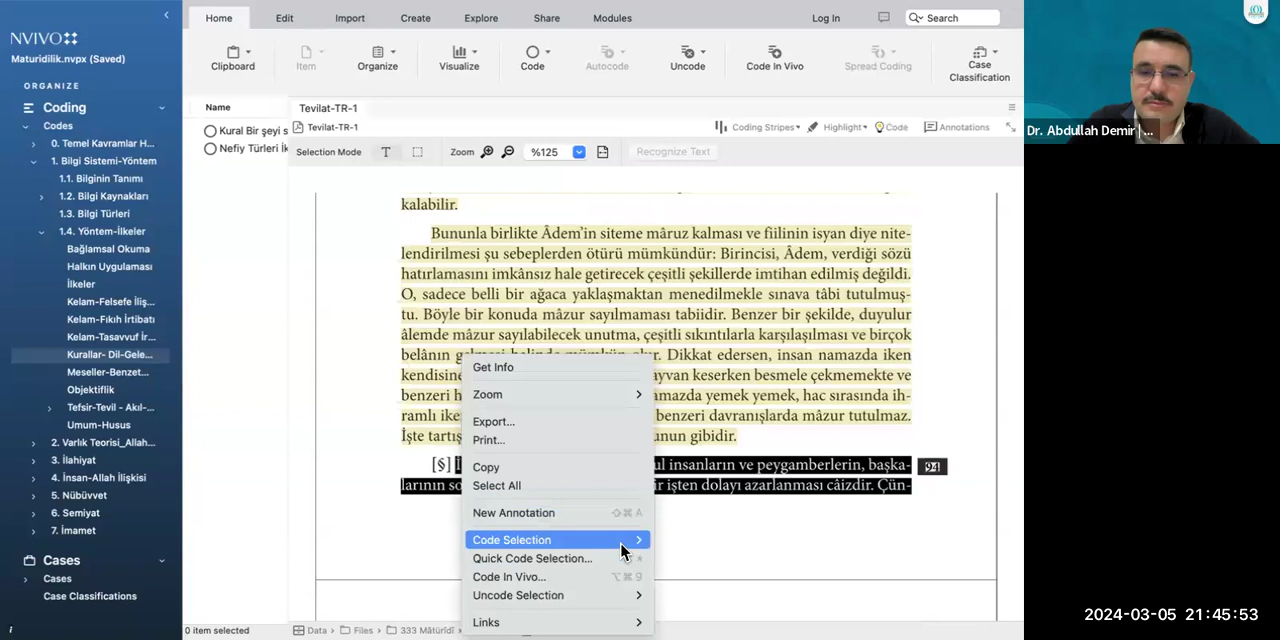 NVIVO
Maturidilik.nvpx (Saved)
ORGANIZE
Coding
Codes
0. Temel Kavramlar H...
1. Bilgi Sistemi-Yöntem
1.1. Bilginin Tanımı
1.2. Bilgi Kaynakları
1.3. Bilgi Türleri
1.4. Yöntem-İlkeler
Bağlamsal Okuma
Halkın Uygulaması
İlkeler
Kelam-Felsefe İliş...
Kelam-Fıkıh İrtibatı
Kelam-Tasavvuf İr...
Kurallar- Dil-Gele...
Meseller-Benzet...
Objektiflik
Tefsir-Tevil - Akıl-...
Umum-Husus
2. Varlık Teorisi_Allah...
3. İlahiyat
4. İnsan-Allah İlişkisi
5. Nübüvvet
6. Semiyat
7. İmamet
Cases
Cases
Case Classifications
Home Edit Import Create Explore Share Modules Log In Search
Clipboard Item Organize Visualize Code Autocode Uncode Code In Vivo Spread Coding Case Classification
Name
Kural Bir şeyi s
Nefiy Türleri İk
0 item selected
Tevilat-TR-1
Tevilat-TR-1 Coding Stripes Highlight Code Annotations
Selection Mode T Zoom %125 Recognize Text
kalabilir.
Bununla birlikte Âdem'in siteme mâruz kalması ve fiilinin isyan diye nite-
lendirilmesi şu sebeplerden ötürü mümkündür: Birincisi, Âdem, verdiği sözü
hatırlamasını imkânsız hale getirecek çeşitli şekillerde imtihan edilmiş değildi.
O, sadece belli bir ağaca yaklaşmaktan menedilmekle sınava tâbi tutulmuş-
tu. Böyle bir konuda mâzur sayılmaması tabiidir. Benzer bir şekilde, duyulur
âlemde mâzur sayılabilecek unutma, çeşitli sıkıntılarla karşılaşılması ve birçok
belânın gelmesi halinde mümkün olur. Dikkat edersen, insan namazda iken
kendisine ayvan keserken besmele çekmemekte ve
benzeri h amazda yemek yemek, hac sırasında ih-
ramlı ike benzeri davranışlarda mâzur tutulmaz.
İşte tartış unun gibidir.
[§] ul insanların ve peygamberlerin, başka- 94
larının so ir işten dolayı azarlanması câizdir. Çün-
Get Info
Zoom
Export...
Print...
Copy
Select All
New Annotation ⇧⌘ A
Code Selection
Quick Code Selection...
Code In Vivo... ⌥⌘ 9
Uncode Selection
Links
Data Files 333 Mâtürîdî
Dr. Abdullah Demir | ...
2024-03-05 21:45:53